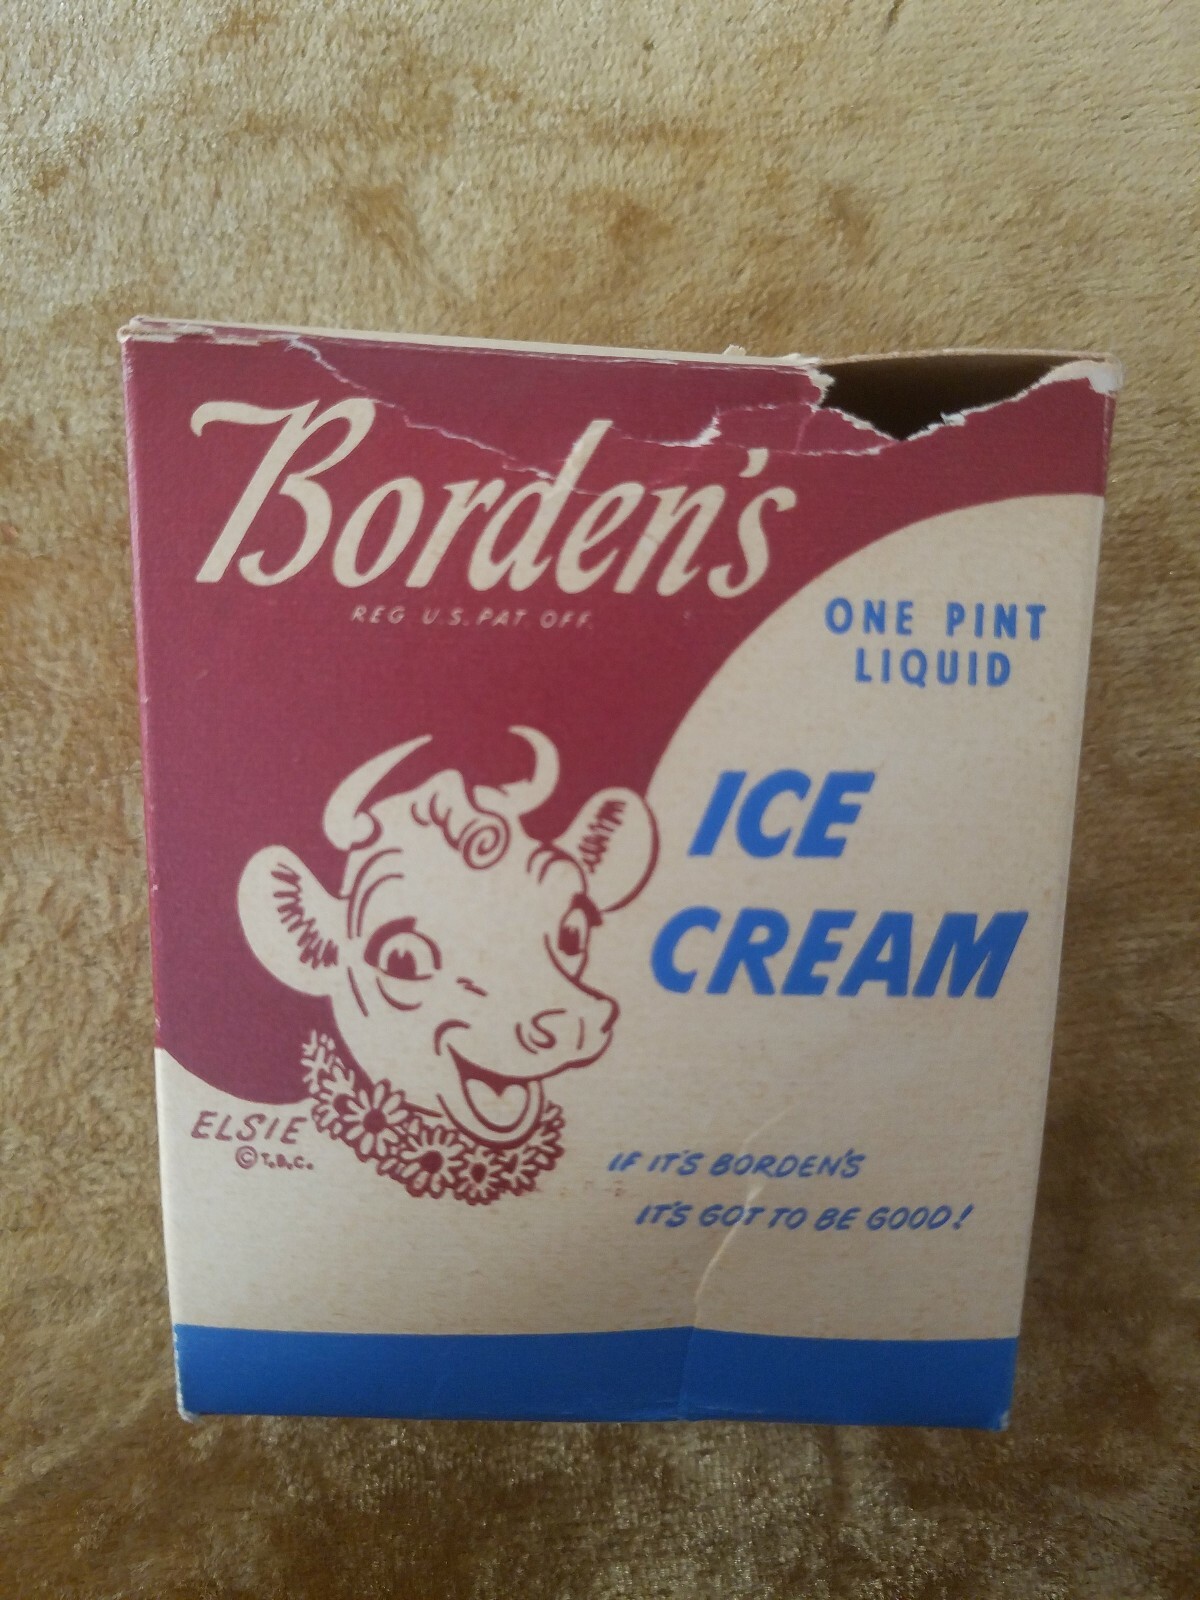 Borden's
REG U.S. PAT. OFF.
ONE PINT
LIQUID
ICE
CREAM
ELSIE
© T.B.C.
IF IT'S BORDEN'S
IT'S GOT TO BE GOOD!